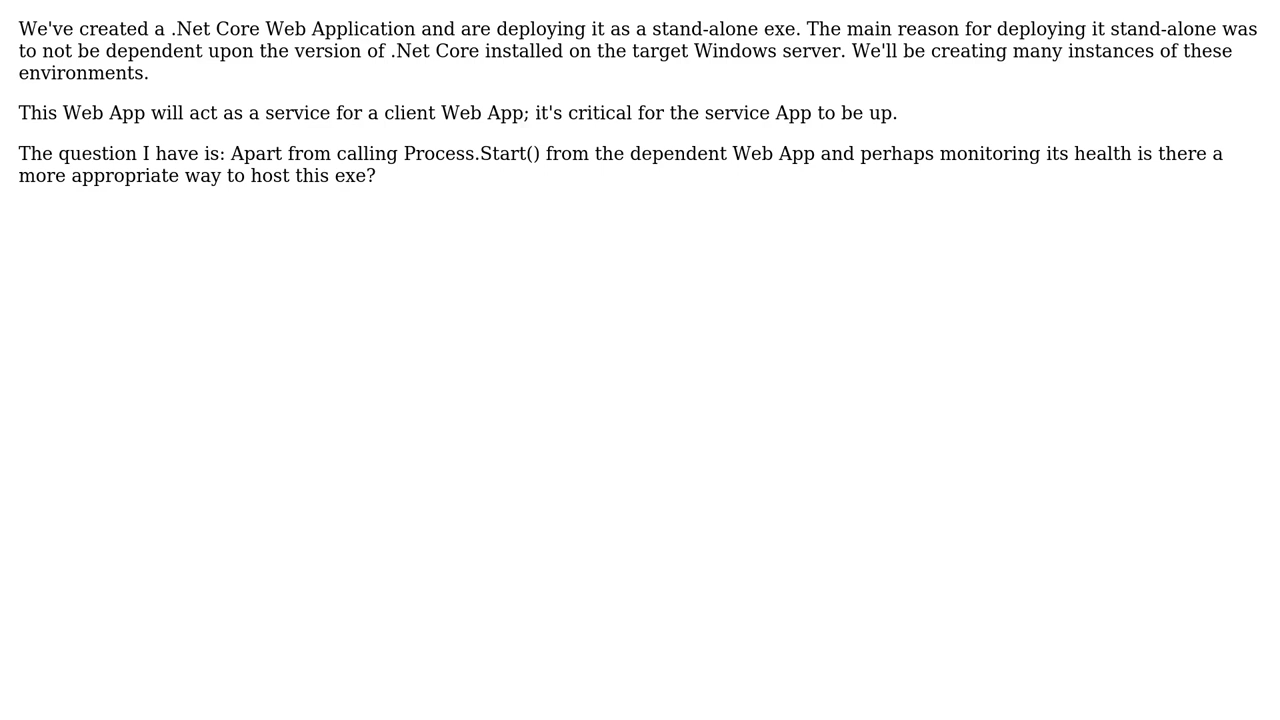 We've created a .Net Core Web Application and are deploying it as a stand-alone exe. The main reason for deploying it stand-alone was
to not be dependent upon the version of .Net Core installed on the target Windows server. We'll be creating many instances of these
environments.
This Web App will act as a service for a client Web App; it's critical for the service App to be up.
The question I have is: Apart from calling Process.Start() from the dependent Web App and perhaps monitoring its health is there a
more appropriate way to host this exe?